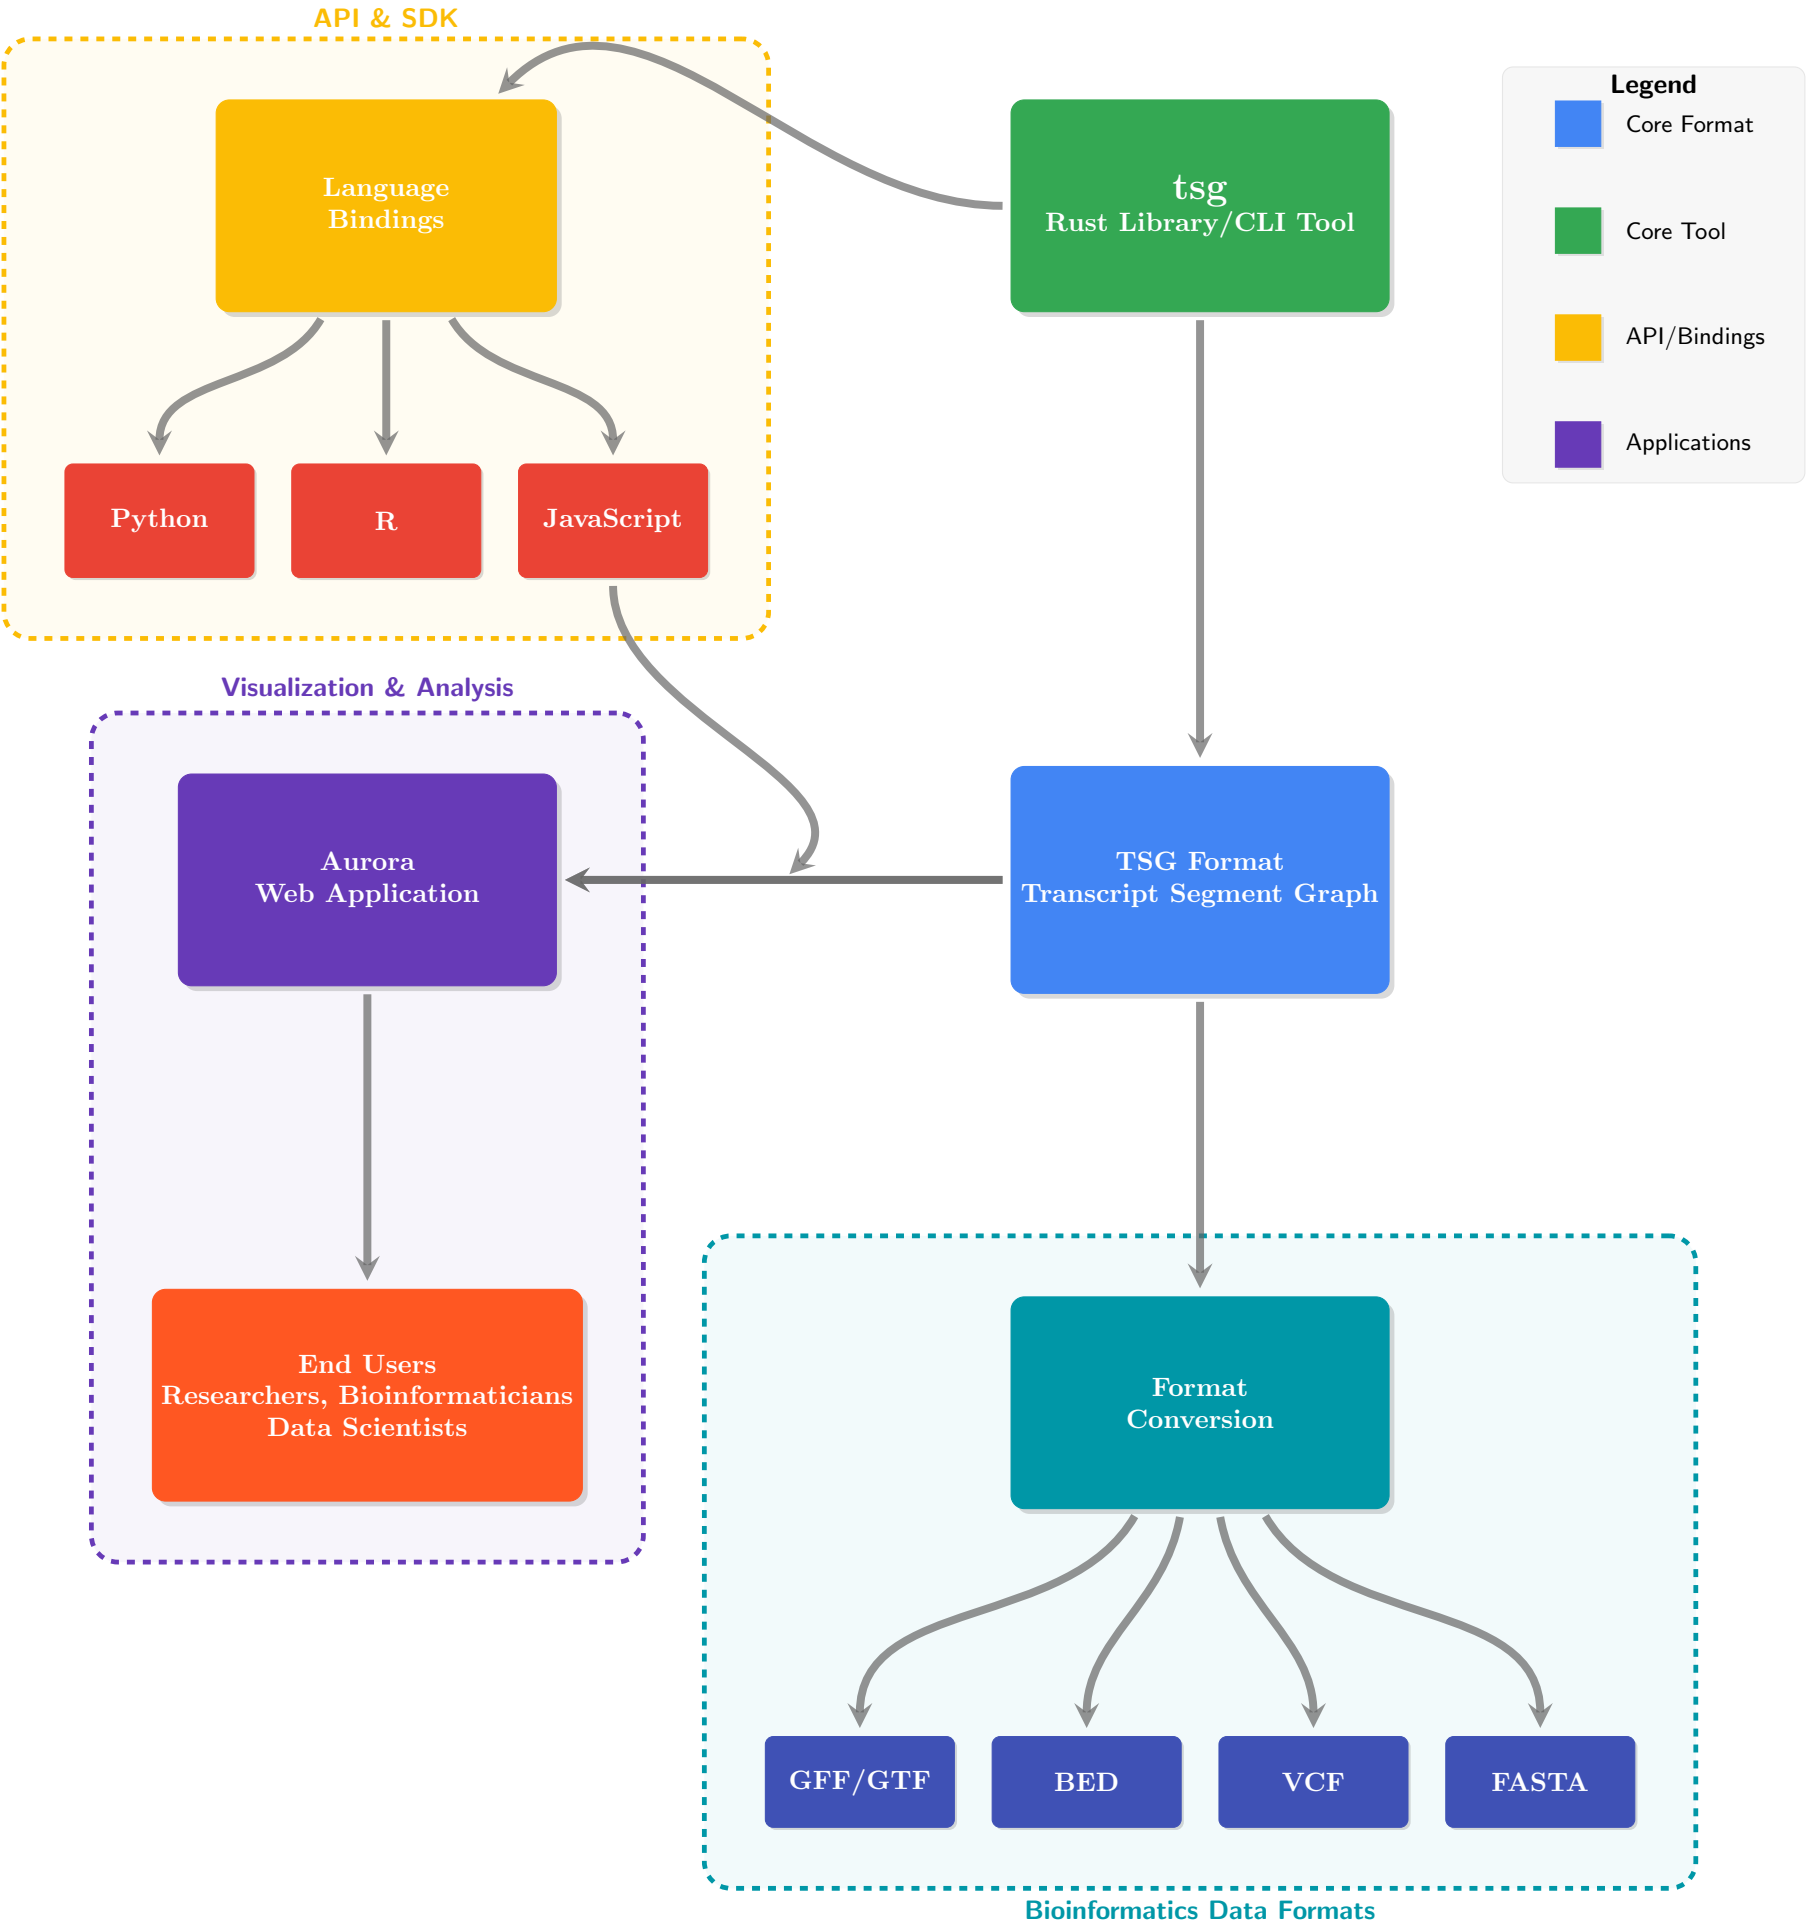 API & SDK
Language
Bindings
tsg
Rust Library/CLI Tool
Legend
Core Format
Core Tool
API/Bindings
Applications
Python
R
JavaScript
Visualization & Analysis
Aurora
Web Application
TSG Format
Transcript Segment Graph
End Users
Researchers, Bioinformaticians
Data Scientists
Format
Conversion
GFF/GTF
BED
VCF
FASTA
Bioinformatics Data Formats